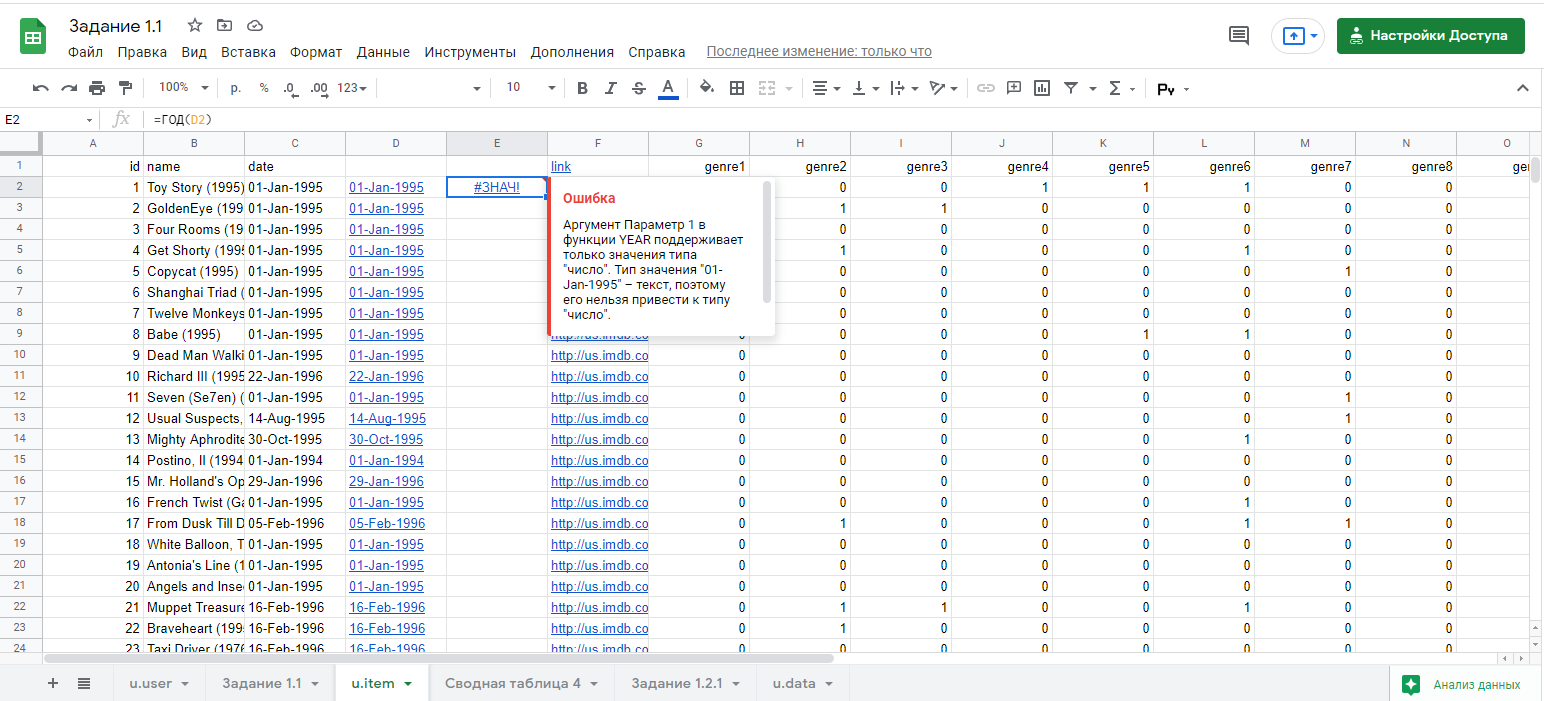 Задание 1.1
Файл Правка Вид Вставка Формат Данные Инструменты Дополнения Справка Последнее изменение: только что
Настройки Доступа
100% р. % .0 .00 123 10 B I S A Σ Ру
E2 fx =ГОД(D2)
A B C D E F G H I J K L M N O
1 id name date link genre1 genre2 genre3 genre4 genre5 genre6 genre7 genre8
2 1 Toy Story (1995) 01-Jan-1995 01-Jan-1995 #ЗНАЧ! 0 0 1 1 1 0 0
3 2 GoldenEye (199 01-Jan-1995 01-Jan-1995 1 1 0 0 0 0 0
4 3 Four Rooms (19 01-Jan-1995 01-Jan-1995 0 0 0 0 0 0 0
5 4 Get Shorty (1995 01-Jan-1995 01-Jan-1995 1 0 0 0 1 0 0
6 5 Copycat (1995) 01-Jan-1995 01-Jan-1995 0 0 0 0 0 1 0
7 6 Shanghai Triad ( 01-Jan-1995 01-Jan-1995 0 0 0 0 0 0 0
8 7 Twelve Monkeys 01-Jan-1995 01-Jan-1995 0 0 0 0 0 0 0
9 8 Babe (1995) 01-Jan-1995 01-Jan-1995 http://us.imdb.co 0 0 0 0 1 1 0 0
Ошибка
Аргумент Параметр 1 в
функции YEAR поддерживает
только значения типа
"число". Тип значения "01-
Jan-1995" – текст, поэтому
его нельзя привести к типу
"число".
10 9 Dead Man Walki 01-Jan-1995 01-Jan-1995 http://us.imdb.co 0 0 0 0 0 0 0 0
11 10 Richard III (1995 22-Jan-1996 22-Jan-1996 http://us.imdb.co 0 0 0 0 0 0 0 0
12 11 Seven (Se7en) ( 01-Jan-1995 01-Jan-1995 http://us.imdb.co 0 0 0 0 0 0 1 0
13 12 Usual Suspects, 14-Aug-1995 14-Aug-1995 http://us.imdb.co 0 0 0 0 0 0 1 0
14 13 Mighty Aphrodite 30-Oct-1995 30-Oct-1995 http://us.imdb.co 0 0 0 0 0 1 0 0
15 14 Postino, Il (1994 01-Jan-1994 01-Jan-1994 http://us.imdb.co 0 0 0 0 0 0 0 0
16 15 Mr. Holland's Op 29-Jan-1996 29-Jan-1996 http://us.imdb.co 0 0 0 0 0 0 0 0
17 16 French Twist (Ga 01-Jan-1995 01-Jan-1995 http://us.imdb.co 0 0 0 0 0 1 0 0
18 17 From Dusk Till D 05-Feb-1996 05-Feb-1996 http://us.imdb.co 0 1 0 0 0 1 1 0
19 18 White Balloon, T 01-Jan-1995 01-Jan-1995 http://us.imdb.co 0 0 0 0 0 0 0 0
20 19 Antonia's Line (1 01-Jan-1995 01-Jan-1995 http://us.imdb.co 0 0 0 0 0 0 0 0
21 20 Angels and Inse 01-Jan-1995 01-Jan-1995 http://us.imdb.co 0 0 0 0 0 0 0 0
22 21 Muppet Treasure 16-Feb-1996 16-Feb-1996 http://us.imdb.co 0 1 1 0 0 1 0 0
23 22 Braveheart (199 16-Feb-1996 16-Feb-1996 http://us.imdb.co 0 1 0 0 0 0 0 0
24 23 Taxi Driver (1976 16-Feb-1996 16-Feb-1996 http://us.imdb.co 0 0 0 0 0 0 1 0
u.user Задание 1.1 u.item Сводная таблица 4 Задание 1.2.1 u.data Анализ данных